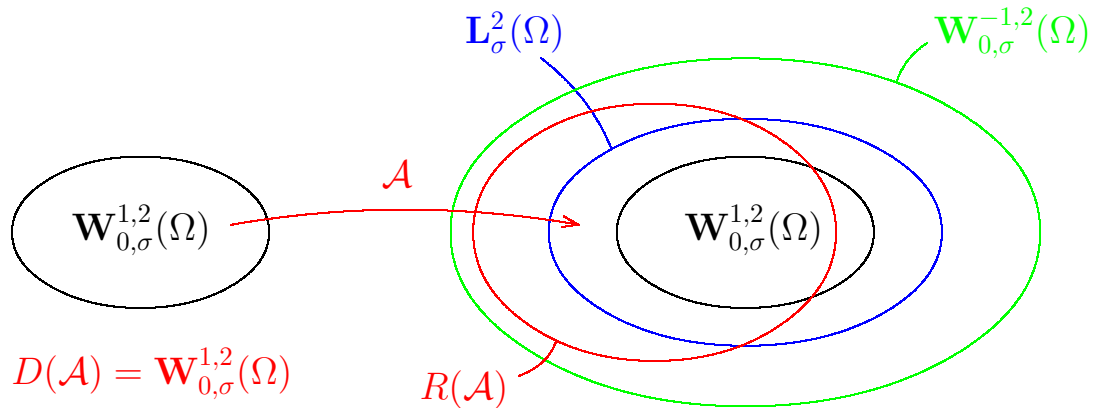 𝐋²_σ(Ω)
𝐖^{-1,2}_{0,σ}(Ω)
𝒜
𝐖^{1,2}_{0,σ}(Ω)
𝐖^{1,2}_{0,σ}(Ω)
D(𝒜) = 𝐖^{1,2}_{0,σ}(Ω)
R(𝒜)